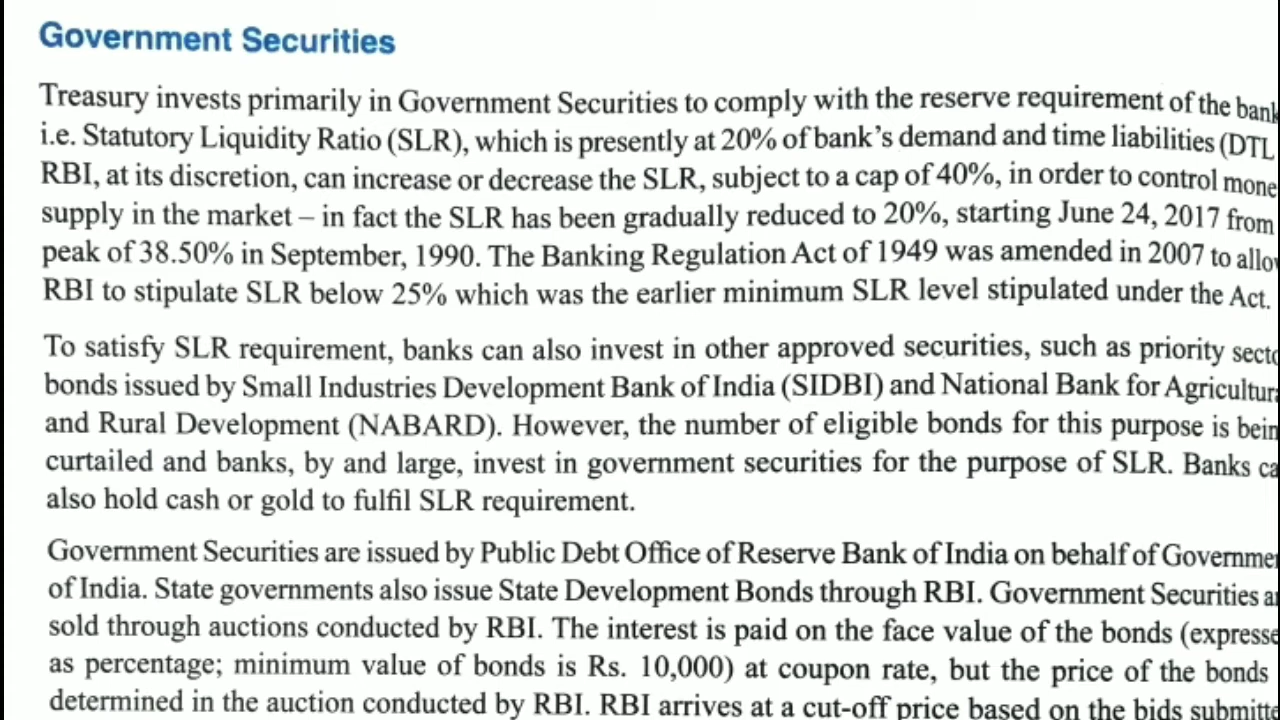 Government Securities
Treasury invests primarily in Government Securities to comply with the reserve requirement of the bank
i.e. Statutory Liquidity Ratio (SLR), which is presently at 20% of bank's demand and time liabilities (DTL
RBI, at its discretion, can increase or decrease the SLR, subject to a cap of 40%, in order to control mone
supply in the market – in fact the SLR has been gradually reduced to 20%, starting June 24, 2017 from
peak of 38.50% in September, 1990. The Banking Regulation Act of 1949 was amended in 2007 to allo
RBI to stipulate SLR below 25% which was the earlier minimum SLR level stipulated under the Act.
To satisfy SLR requirement, banks can also invest in other approved securities, such as priority secto
bonds issued by Small Industries Development Bank of India (SIDBI) and National Bank for Agricultura
and Rural Development (NABARD). However, the number of eligible bonds for this purpose is bein
curtailed and banks, by and large, invest in government securities for the purpose of SLR. Banks ca
also hold cash or gold to fulfil SLR requirement.
Government Securities are issued by Public Debt Office of Reserve Bank of India on behalf of Governmen
of India. State governments also issue State Development Bonds through RBI. Government Securities ar
sold through auctions conducted by RBI. The interest is paid on the face value of the bonds (expresse
as percentage; minimum value of bonds is Rs. 10,000) at coupon rate, but the price of the bonds
determined in the auction conducted by RBI. RBI arrives at a cut-off price based on the bids submitte